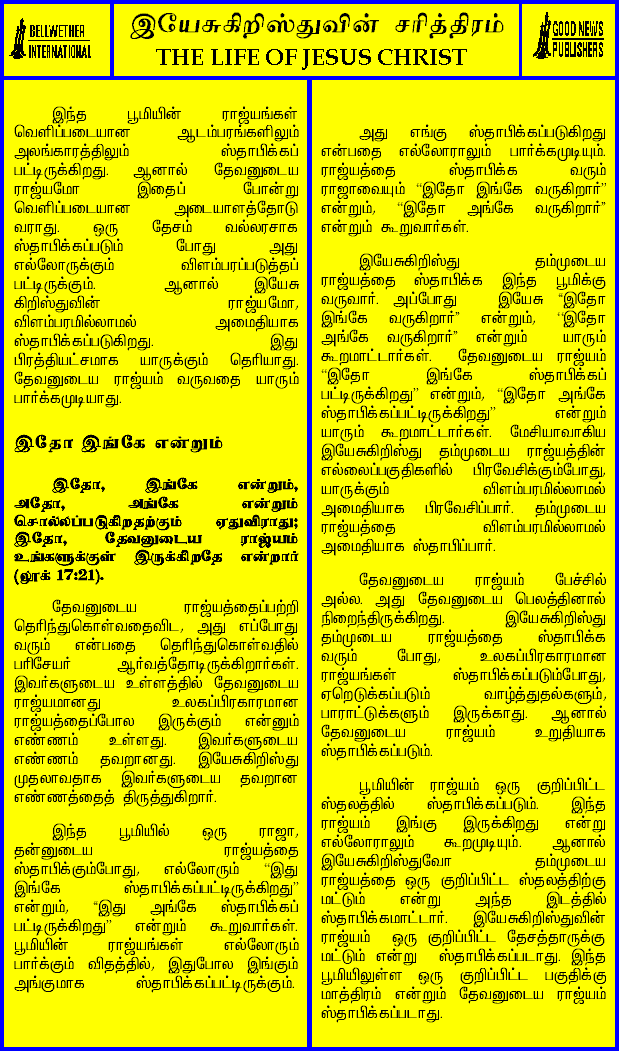 BELLWETHER
INTERNATIONAL
இயேசுகிறிஸ்துவின் சரித்திரம்
THE LIFE OF JESUS CHRIST
GOOD NEWS
PUBLISHERS
இந்த பூமியின் ராஜ்யங்கள்
வெளிப்படையான ஆடம்பரங்களிலும்
அலங்காரத்திலும் ஸ்தாபிக்கப்
பட்டிருக்கிறது. ஆனால் தேவனுடைய
ராஜ்யமோ இதைப் போன்று
வெளிப்படையான அடையாளத்தோடு
வராது. ஒரு தேசம் வல்லரசாக
ஸ்தாபிக்கப்படும் போது அது
எல்லோருக்கும் விளம்பரப்படுத்தப்
பட்டிருக்கும். ஆனால் இயேசு
கிறிஸ்துவின் ராஜ்யமோ,
விளம்பரமில்லாமல் அமைதியாக
ஸ்தாபிக்கப்படுகிறது. இது
பிரத்தியட்சமாக யாருக்கும் தெரியாது.
தேவனுடைய ராஜ்யம் வருவதை யாரும்
பார்க்கமுடியாது.
இதோ இங்கே என்றும்
இதோ, இங்கே என்றும்,
அதோ, அங்கே என்றும்
சொல்லப்படுகிறதற்கும் ஏதுவிராது;
இதோ, தேவனுடைய ராஜ்யம்
உங்களுக்குள் இருக்கிறதே என்றார்
(லூக் 17:21).
தேவனுடைய ராஜ்யத்தைப்பற்றி
தெரிந்துகொள்வதைவிட, அது எப்போது
வரும் என்பதை தெரிந்துகொள்வதில்
பரிசேயர் ஆர்வத்தோடிருக்கிறார்கள்.
இவர்களுடைய உள்ளத்தில் தேவனுடைய
ராஜ்யமானது உலகப்பிரகாரமான
ராஜ்யத்தைப்போல இருக்கும் என்னும்
எண்ணம் உள்ளது. இவர்களுடைய
எண்ணம் தவறானது. இயேசுகிறிஸ்து
முதலாவதாக இவர்களுடைய தவறான
எண்ணத்தைத் திருத்துகிறார்.
இந்த பூமியில் ஒரு ராஜா,
தன்னுடைய ராஜ்யத்தை
ஸ்தாபிக்கும்போது, எல்லோரும் “இது
இங்கே ஸ்தாபிக்கப்பட்டிருக்கிறது”
என்றும், “இது அங்கே ஸ்தாபிக்கப்
பட்டிருக்கிறது” என்றும் கூறுவார்கள்.
பூமியின் ராஜ்யங்கள் எல்லோரும்
பார்க்கும் விதத்தில், இதுபோல இங்கும்
அங்குமாக ஸ்தாபிக்கப்பட்டிருக்கும்.
அது எங்கு ஸ்தாபிக்கப்படுகிறது
என்பதை எல்லோராலும் பார்க்கமுடியும்.
ராஜ்யத்தை ஸ்தாபிக்க வரும்
ராஜாவையும் “இதோ இங்கே வருகிறார்”
என்றும், “இதோ அங்கே வருகிறார்”
என்றும் கூறுவார்கள்.
இயேசுகிறிஸ்து தம்முடைய
ராஜ்யத்தை ஸ்தாபிக்க இந்த பூமிக்கு
வருவார். அப்போது இயேசு “இதோ
இங்கே வருகிறார்” என்றும், “இதோ
அங்கே வருகிறார்” என்றும் யாரும்
கூறமாட்டார்கள். தேவனுடைய ராஜ்யம்
“இதோ இங்கே ஸ்தாபிக்கப்
பட்டிருக்கிறது” என்றும், “இதோ அங்கே
ஸ்தாபிக்கப்பட்டிருக்கிறது” என்றும்
யாரும் கூறமாட்டார்கள். மேசியாவாகிய
இயேசுகிறிஸ்து தம்முடைய ராஜ்யத்தின்
எல்லைப்பகுதிகளில் பிரவேசிக்கும்போது,
யாருக்கும் விளம்பரமில்லாமல்
அமைதியாக பிரவேசிப்பார். தம்முடைய
ராஜ்யத்தை விளம்பரமில்லாமல்
அமைதியாக ஸ்தாபிப்பார்.
தேவனுடைய ராஜ்யம் பேச்சில்
அல்ல. அது தேவனுடைய பெலத்தினால்
நிறைந்திருக்கிறது. இயேசுகிறிஸ்து
தம்முடைய ராஜ்யத்தை ஸ்தாபிக்க
வரும் போது, உலகப்பிரகாரமான
ராஜ்யங்கள் ஸ்தாபிக்கப்படும்போது,
ஏறெடுக்கப்படும் வாழ்த்துதல்களும்,
பாராட்டுக்களும் இருக்காது. ஆனால்
தேவனுடைய ராஜ்யம் உறுதியாக
ஸ்தாபிக்கப்படும்.
பூமியின் ராஜ்யம் ஒரு குறிப்பிட்ட
ஸ்தலத்தில் ஸ்தாபிக்கப்படும். இந்த
ராஜ்யம் இங்கு இருக்கிறது என்று
எல்லோராலும் கூறமுடியும். ஆனால்
இயேசுகிறிஸ்துவோ தம்முடைய
ராஜ்யத்தை ஒரு குறிப்பிட்ட ஸ்தலத்திற்கு
மட்டும் என்று அந்த இடத்தில்
ஸ்தாபிக்கமாட்டார். இயேசுகிறிஸ்துவின்
ராஜ்யம் ஒரு குறிப்பிட்ட தேசத்தாருக்கு
மட்டும் என்று ஸ்தாபிக்கப்படாது. இந்த
பூமியிலுள்ள ஒரு குறிப்பிட்ட பகுதிக்கு
மாத்திரம் என்றும் தேவனுடைய ராஜ்யம்
ஸ்தாபிக்கப்படாது.